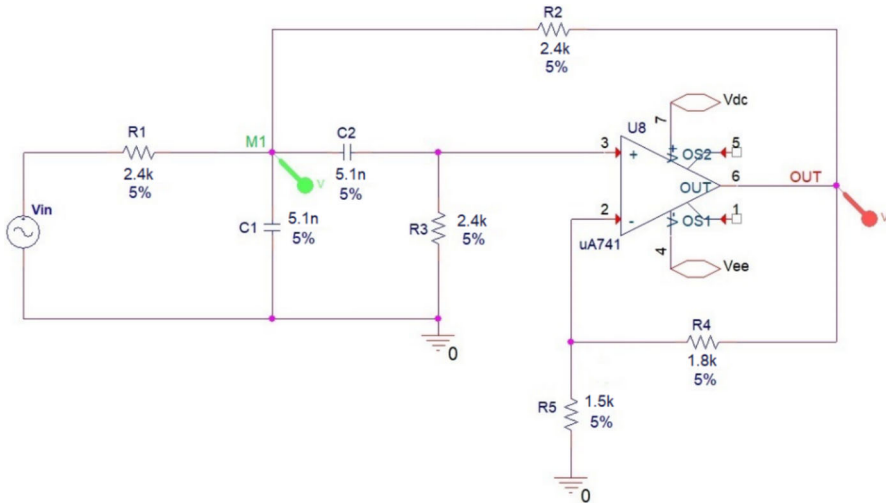 R2
2.4k
5%
Vdc
U8
7
R1
M1
C2
3
+
V+
OS2
5
2.4k
5%
V
5.1n
5%
OUT
6
OUT
V
Vin
C1
5.1n
5%
R3
2.4k
5%
2
-
V-
OS1
1
uA741
4
Vee
0
R4
1.8k
5%
R5
1.5k
5%
0